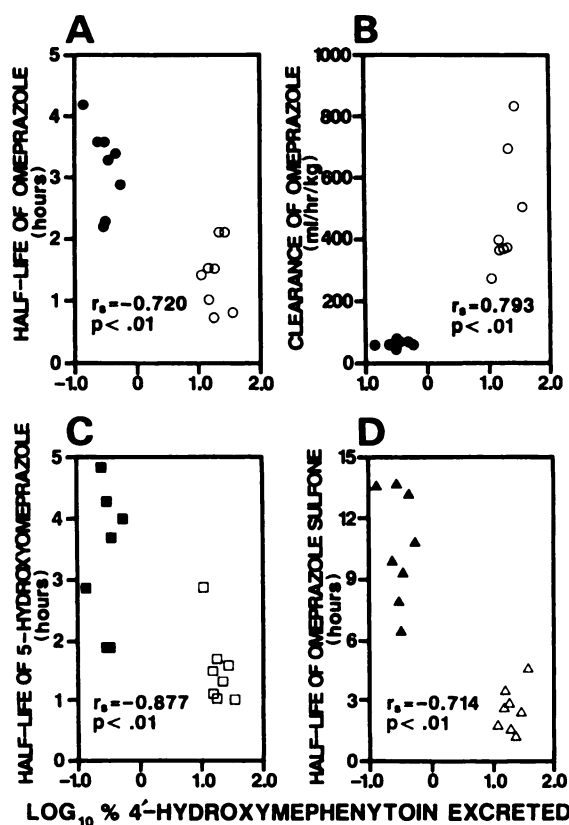 A
HALF-LIFE OF OMEPRAZOLE
(hours)
5
4
3
2
1
0
-1.0 0 1.0 2.0
rs=-0.720
p< .01
B
CLEARANCE OF OMEPRAZOLE
(ml/hr/kg)
1000
800
600
400
200
0
-1.0 0 1.0 2.0
rs=0.793
p< .01
C
HALF-LIFE OF 5-HYDROXYOMEPRAZOLE
(hours)
5
4
3
2
1
0
-1.0 0 1.0 2.0
rs=-0.877
p< .01
D
HALF-LIFE OF OMEPRAZOLE SULFONE
(hours)
15
12
9
6
3
0
-1.0 0 1.0 2.0
rs=-0.714
p< .01
LOG10 % 4′-HYDROXYMEPHENYTOIN EXCRETED